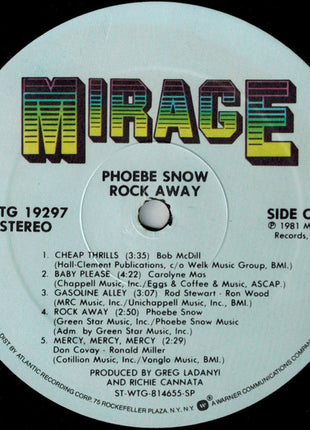 MIRAGE
PHOEBE SNOW
ROCK AWAY
TG 19297
STEREO
SIDE O
℗ 1981 M
Records,
1. CHEAP THRILLS (3:35) Bob McDill
(Hall-Clement Publications, c/o Welk Music Group, BMI.)
2. BABY PLEASE (4:22) Carolyne Mas
(Chappell Music, Inc./Eggs & Coffee & Music, ASCAP.)
3. GASOLINE ALLEY (3:07) Rod Stewart - Ron Wood
(MRC Music, Inc./Unichappell Music, Inc., BMI.)
4. ROCK AWAY (2:50) Phoebe Snow
(Green Star Music, Inc./Phoebe Snow Music
(Adm. by Green Star Music, Inc.)
5. MERCY, MERCY, MERCY (2:29)
Don Covay - Ronald Miller
(Cotillion Music, Inc./Vonglo Music, BMI.)
PRODUCED BY GREG LADANYI
AND RICHIE CANNATA
ST-WTG-814655-SP
DIST BY ATLANTIC RECORDING CORP. 75 ROCKEFELLER PLAZA, N.Y. N.Y. A WARNER COMMUNICATIONS COMPAN